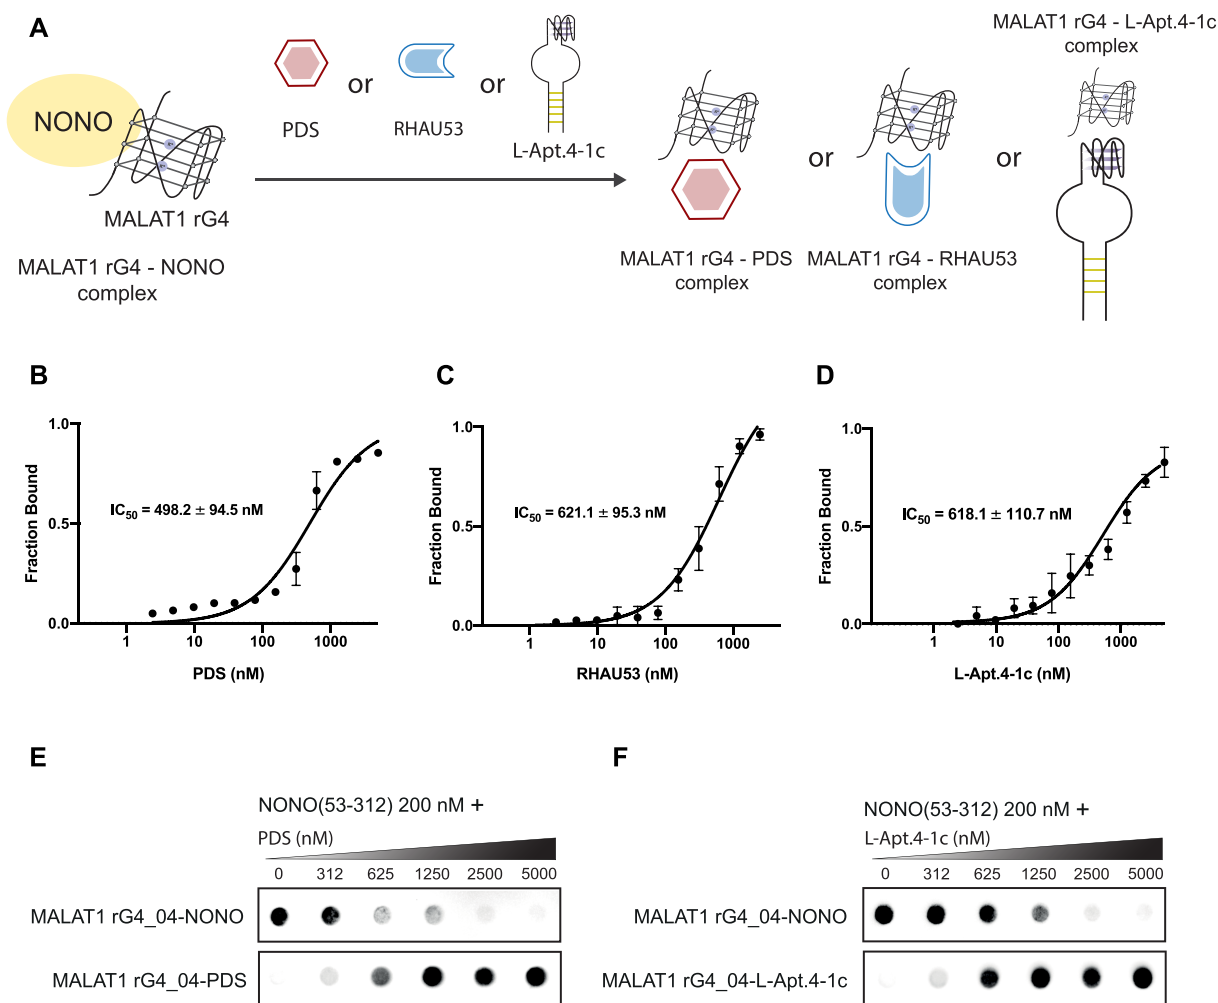 A
NONO
MALAT1 rG4
MALAT1 rG4 - NONO
complex
PDS
or
RHAU53
or
L-Apt.4-1c
MALAT1 rG4 - PDS
complex
or
MALAT1 rG4 - RHAU53
complex
or
MALAT1 rG4 - L-Apt.4-1c
complex
B
Fraction Bound
1.0
0.5
0.0
IC50 = 498.2 ± 94.5 nM
1 10 100 1000
PDS (nM)
C
Fraction Bound
1.0
0.5
0.0
IC50 = 621.1 ± 95.3 nM
1 10 100 1000
RHAU53 (nM)
D
Fraction Bound
1.0
0.5
0.0
IC50 = 618.1 ± 110.7 nM
1 10 100 1000
L-Apt.4-1c (nM)
E
NONO(53-312) 200 nM +
PDS (nM)
0 312 625 1250 2500 5000
MALAT1 rG4_04-NONO
MALAT1 rG4_04-PDS
F
NONO(53-312) 200 nM +
L-Apt.4-1c (nM)
0 312 625 1250 2500 5000
MALAT1 rG4_04-NONO
MALAT1 rG4_04-L-Apt.4-1c